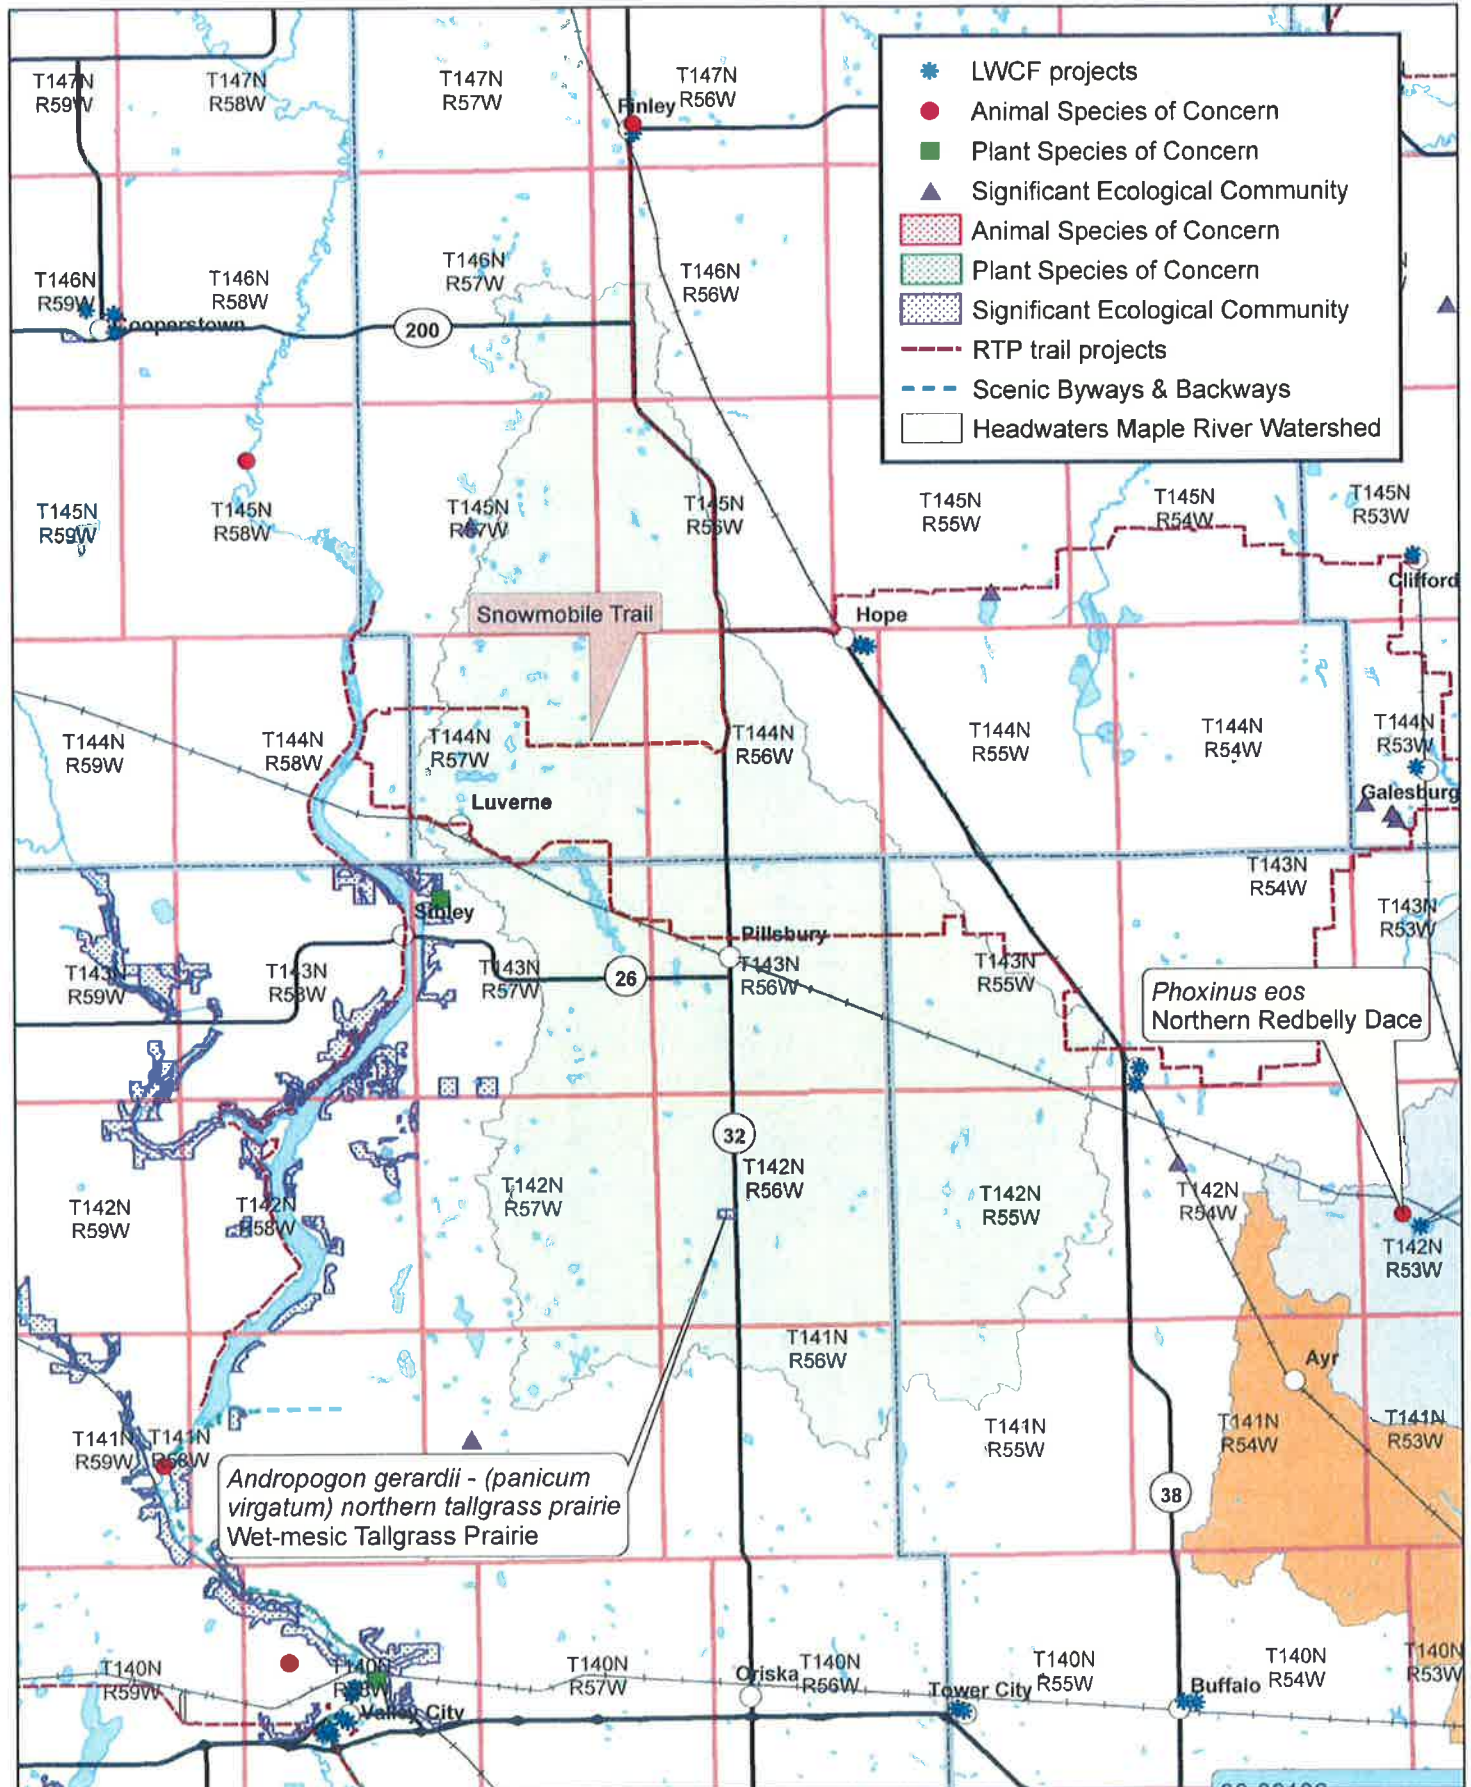 T147N
R59W
T147N
R58W
T147N
R57W
T147N
R56W
Finley
LWCF projects
Animal Species of Concern
Plant Species of Concern
Significant Ecological Community
Animal Species of Concern
Plant Species of Concern
Significant Ecological Community
RTP trail projects
Scenic Byways & Backways
Headwaters Maple River Watershed
T146N
R59W
T146N
R58W
T146N
R57W
T146N
R56W
Cooperstown
200
T145N
R59W
T145N
R58W
T145N
R57W
T145N
R56W
T145N
R55W
T145N
R54W
T145N
R53W
Clifford
Snowmobile Trail
Hope
T144N
R59W
T144N
R58W
T144N
R57W
T144N
R56W
T144N
R55W
T144N
R54W
T144N
R53W
Galesburg
Luverne
T143N
R54W
Sibley
Pillsbury
T143N
R53W
T143N
R59W
T143N
R58W
T143N
R57W
26
T143N
R56W
T143N
R55W
Phoxinus eos
Northern Redbelly Dace
32
T142N
R59W
T142N
R58W
T142N
R57W
T142N
R56W
T142N
R55W
T142N
R54W
T142N
R53W
T141N
R56W
Ayr
T141N
R59W
T141N
R58W
T141N
R55W
T141N
R54W
T141N
R53W
Andropogon gerardii - (panicum
virgatum) northern tallgrass prairie
Wet-mesic Tallgrass Prairie
38
T140N
R59W
T140N
R58W
T140N
R57W
Oriska
T140N
R56W
T140N
R55W
T140N
R54W
T140N
R53W
Valley City
Tower City
Buffalo